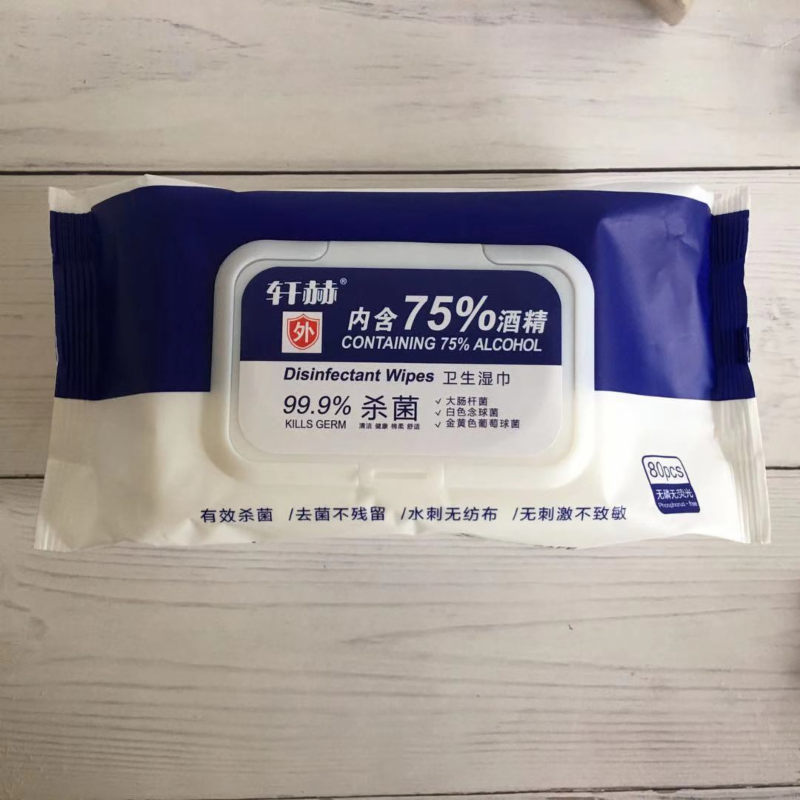 轩赫®
外
内含75%酒精
CONTAINING 75% ALCOHOL
Disinfectant Wipes 卫生湿巾
99.9% 杀菌
KILLS GERM
清洁 健康 棉柔 舒适
✓ 大肠杆菌
✓ 白色念球菌
✓ 金黄色葡萄球菌
80pcs
无磷无荧光
Phosphorus - free
有效杀菌 /去菌不残留 /水刺无纺布 /无刺激不致敏